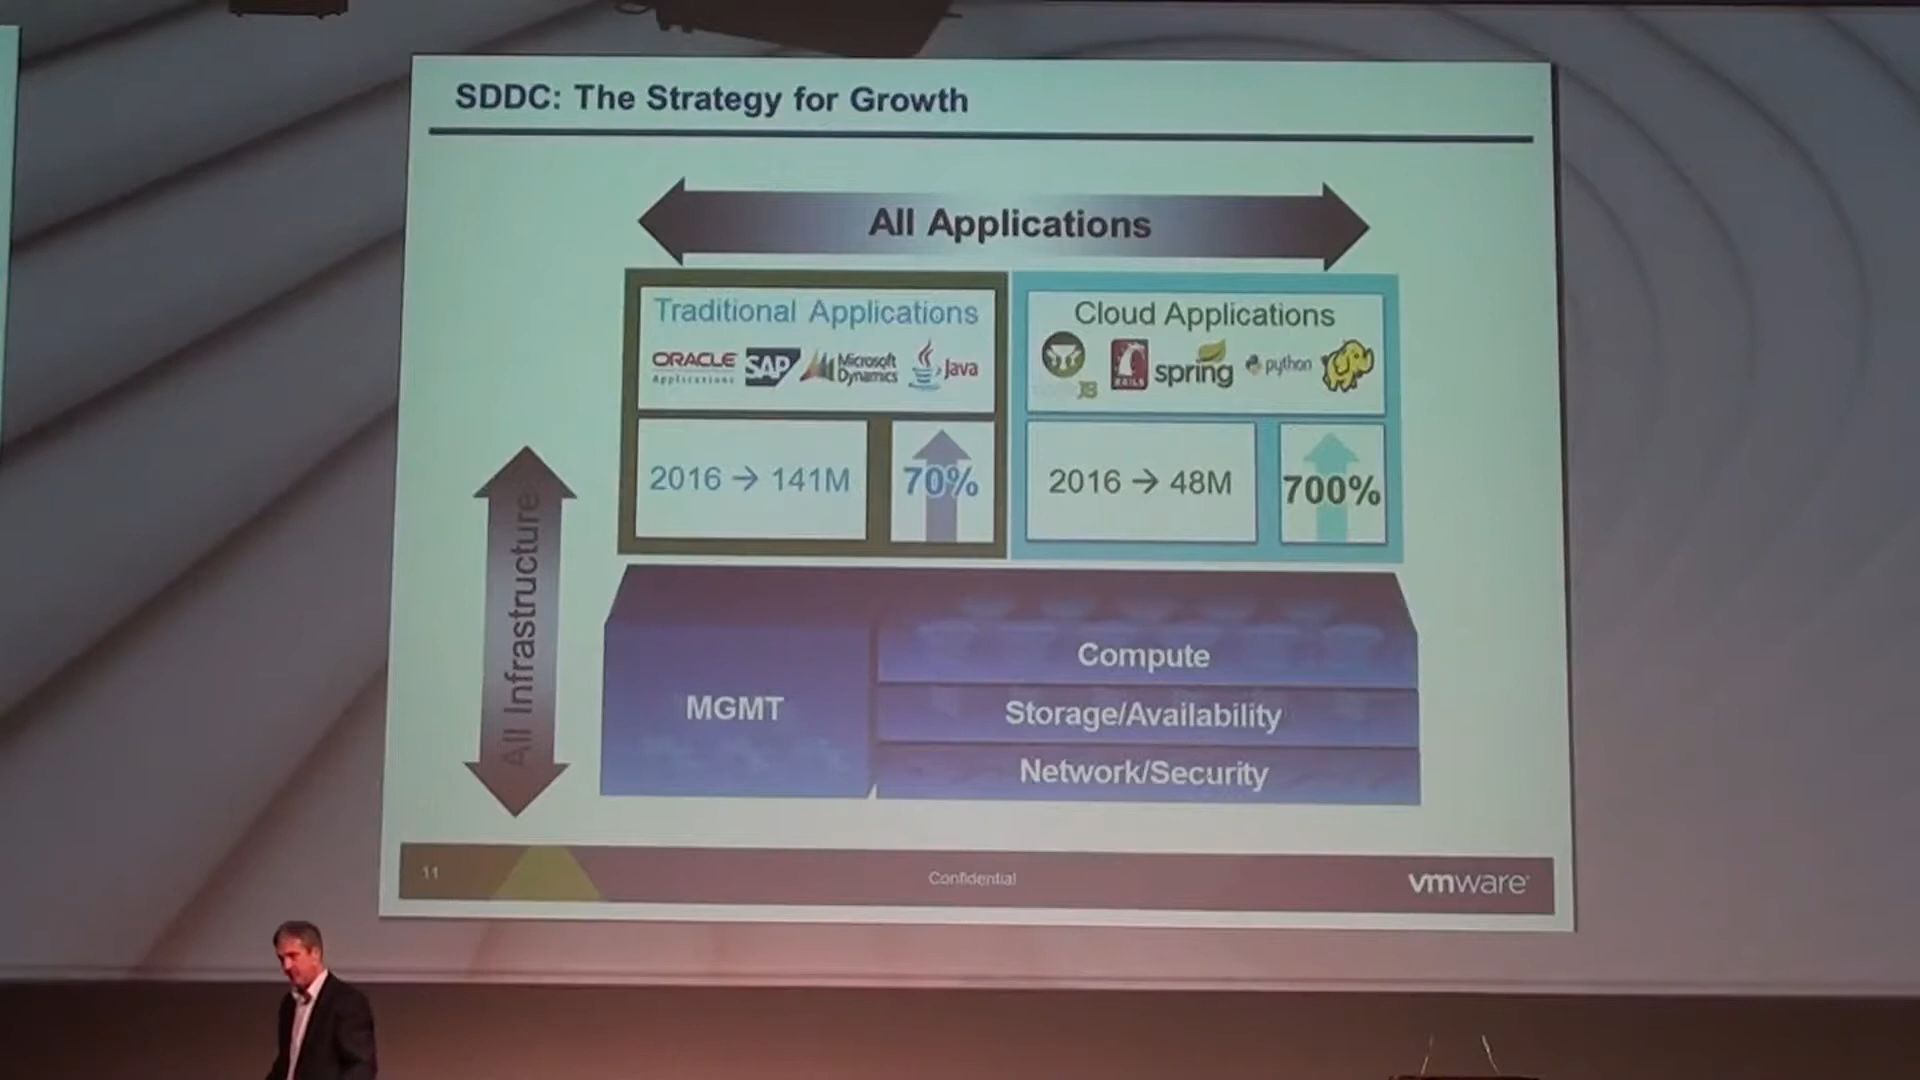 SDDC: The Strategy for Growth
All Applications
Traditional Applications
ORACLE
Applications
SAP
Microsoft
Dynamics
Java
Cloud Applications
JS
RAILS
spring
python
2016 → 141M
70%
2016 → 48M
700%
All Infrastructure
MGMT
Compute
Storage/Availability
Network/Security
11
Confidential
vmware